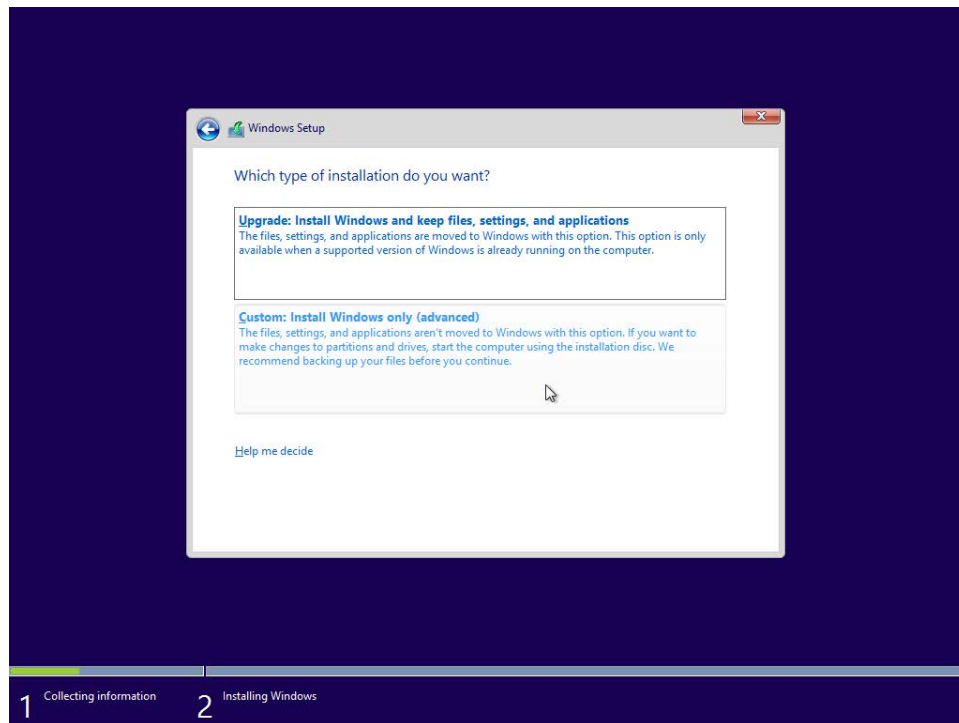 Windows Setup
Which type of installation do you want?
Upgrade: Install Windows and keep files, settings, and applications
The files, settings, and applications are moved to Windows with this option. This option is only
available when a supported version of Windows is already running on the computer.
Custom: Install Windows only (advanced)
The files, settings, and applications aren't moved to Windows with this option. If you want to
make changes to partitions and drives, start the computer using the installation disc. We
recommend backing up your files before you continue.
Help me decide
1 Collecting information 2 Installing Windows